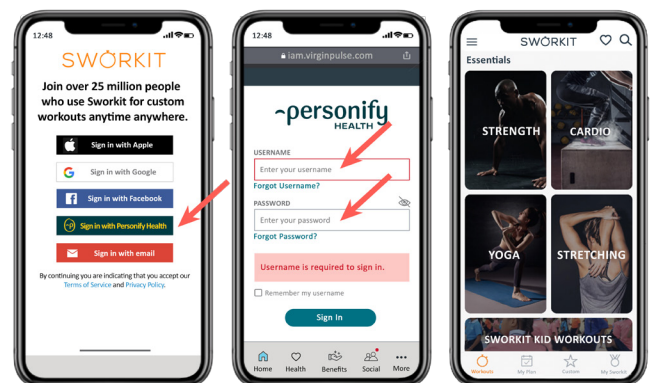 12:48
SWORKIT
Join over 25 million people
who use Sworkit for custom
workouts anytime anywhere.
Sign in with Apple
Sign in with Google
Sign in with Facebook
Sign in with Personify Health
Sign in with email
By continuing you are indicating that you accept our
Terms of Service and Privacy Policy.
12:48
iam.virginpulse.com
personify
HEALTH
USERNAME
Enter your username
Forgot Username?
PASSWORD
Enter your password
Forgot Password?
Username is required to sign in.
Remember my username
Sign In
Home Health Benefits Social More
SWORKIT
Essentials
STRENGTH CARDIO
YOGA STRETCHING
SWORKIT KID WORKOUTS
Workouts My Plan Custom My Sworkit